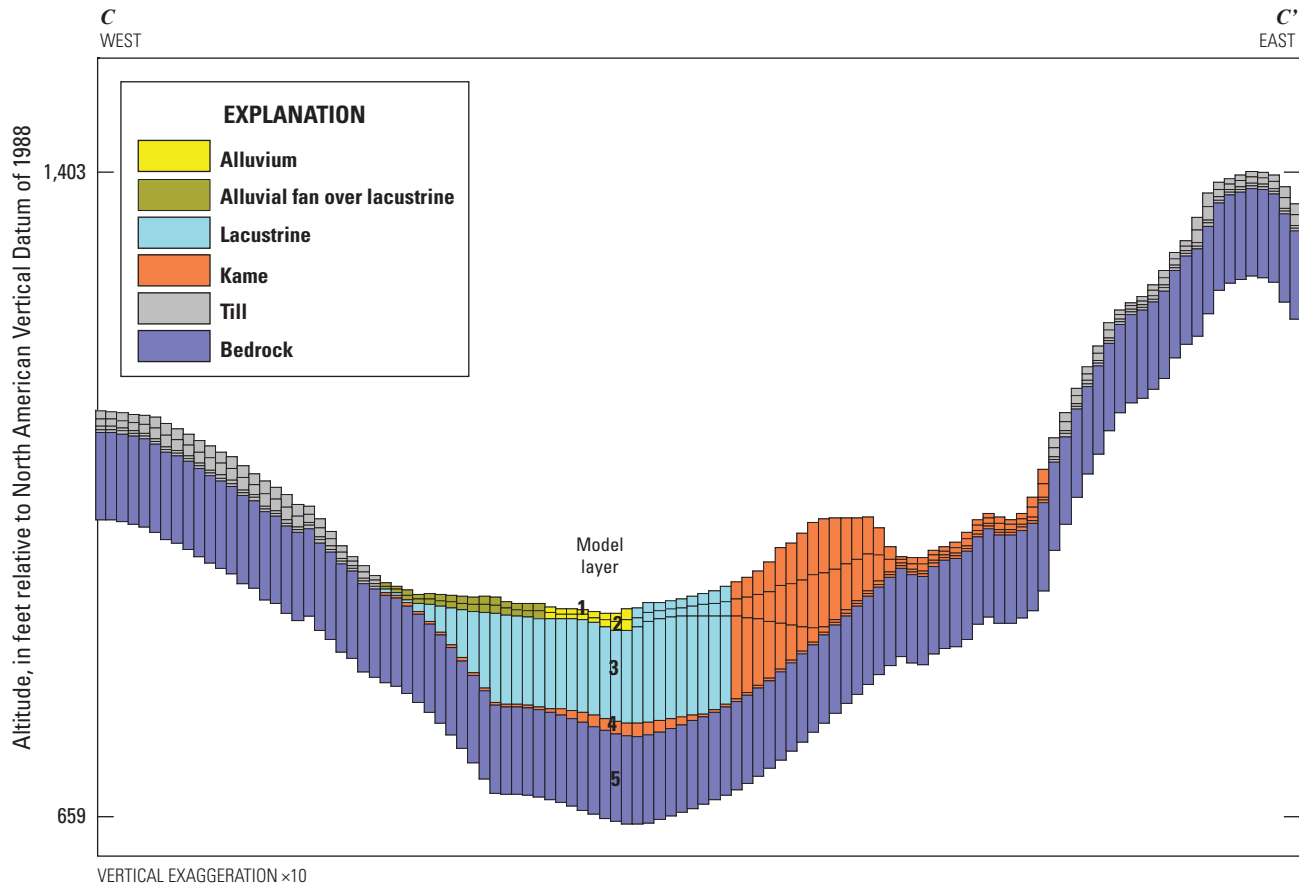 C
WEST
C’
EAST
EXPLANATION
Alluvium
Alluvial fan over lacustrine
Lacustrine
Kame
Till
Bedrock
Altitude, in feet relative to North American Vertical Datum of 1988
1,403
659
Model
layer
1
2
3
4
5
VERTICAL EXAGGERATION ×10